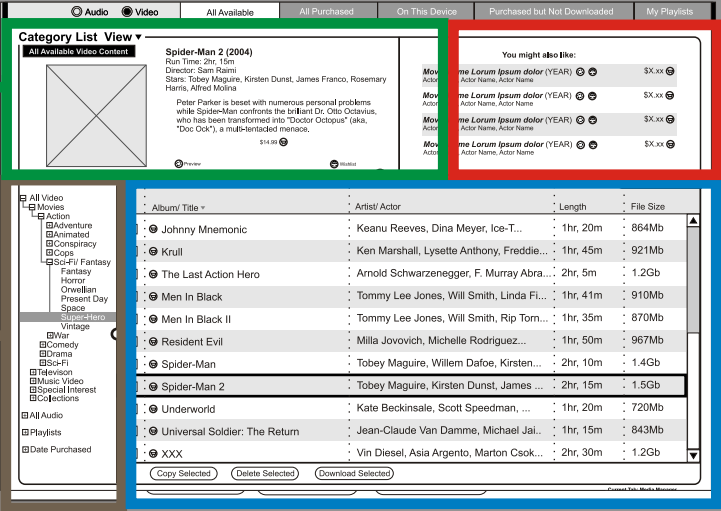 Audio Video All Available All Purchased On This Device Purchased but Not Downloaded My Playlists
Category List View
All Available Video Content
Spider-Man 2 (2004)
Run Time: 2hr, 15m
Director: Sam Raimi
Stars: Tobey Maguire, Kirsten Dunst, James Franco, Rosemary
Harris, Alfred Molina
Peter Parker is beset with numerous personal problems
while Spider-Man confronts the brilliant Dr. Otto Octavius,
who has been transformed into "Doctor Octopus" (aka,
"Doc Ock"), a multi-tentacled menace.
$14.99
Preview Wishlist
You might also like:
Mov me Lorum Ipsum dolor (YEAR) $X.xx
Actor Actor Name, Actor Name
Mov me Lorum Ipsum dolor (YEAR) $X.xx
Actor Actor Name, Actor Name
Mov me Lorum Ipsum dolor (YEAR) $X.xx
Actor Actor Name, Actor Name
Mov me Lorum Ipsum dolor (YEAR) $X.xx
Actor Actor Name, Actor Name
All Video
Movies
Action
Adventure
Animated
Conspiracy
Cops
Sci-Fi/ Fantasy
Fantasy
Horror
Orwellian
Present Day
Space
Super-Hero
Vintage
War
Comedy
Drama
Sci-Fi
Televison
Music Video
Special Interest
Collections
All Audio
Playlists
Date Purchased
Album/ Title Artist/ Actor Length File Size
Johnny Mnemonic Keanu Reeves, Dina Meyer, Ice-T... 1hr, 20m 864Mb
Krull Ken Marshall, Lysette Anthony, Freddie... 1hr, 45m 921Mb
The Last Action Hero Arnold Schwarzenegger, F. Murray Abra... 2hr, 5m 1.2Gb
Men In Black Tommy Lee Jones, Will Smith, Linda Fi... 1hr, 41m 910Mb
Men In Black II Tommy Lee Jones, Will Smith, Rip Torn... 1hr, 35m 870Mb
Resident Evil Milla Jovovich, Michelle Rodriguez... 1hr, 50m 967Mb
Spider-Man Tobey Maguire, Willem Dafoe, Kirsten... 2hr, 10m 1.4Gb
Spider-Man 2 Tobey Maguire, Kirsten Dunst, James ... 2hr, 15m 1.5Gb
Underworld Kate Beckinsale, Scott Speedman, ... 1hr, 20m 720Mb
Universal Soldier: The Return Jean-Claude Van Damme, Michael Jai.. 1hr, 15m 843Mb
XXX Vin Diesel, Asia Argento, Marton Csok... 2hr, 30m 1.2Gb
Copy Selected Delete Selected Download Selected
Current Tab: Media Manager